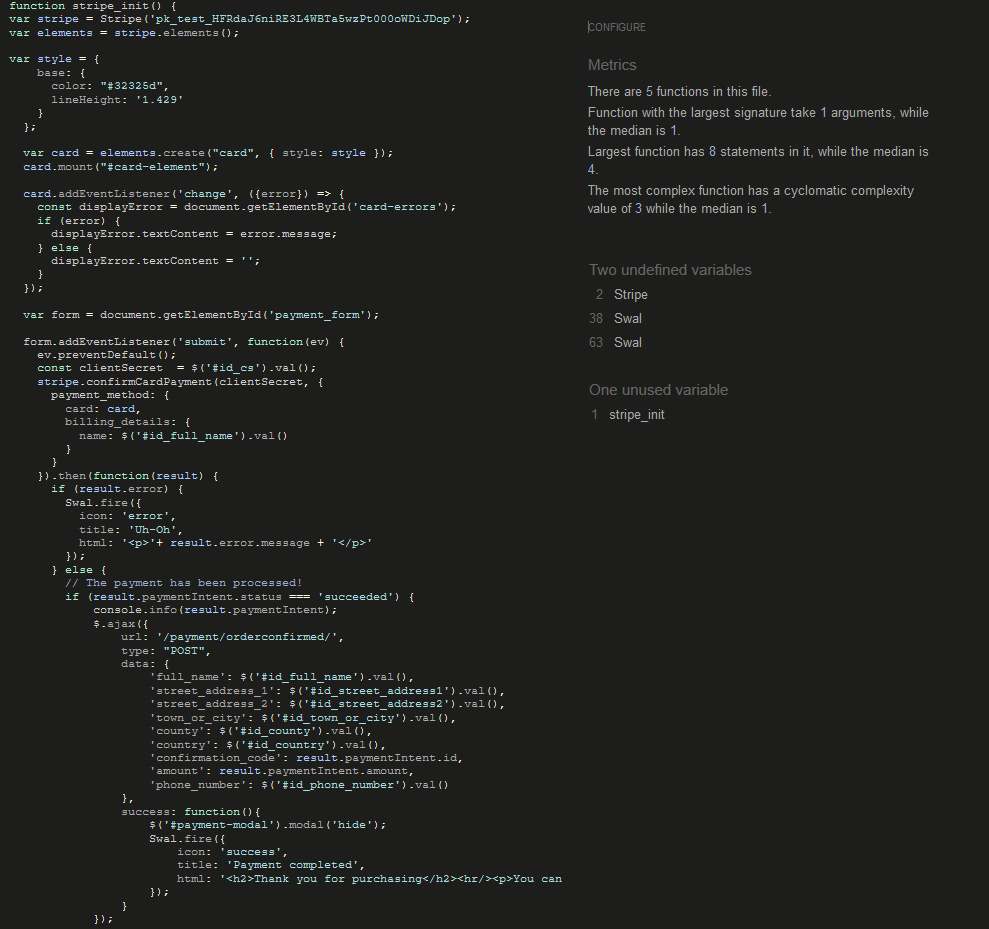 function stripe_init() {
var stripe = Stripe('pk_test_HFRdaJ6niRE3L4WBTa5wzPt000oWDiJDop');
var elements = stripe.elements();
var style = {
base: {
color: "#32325d",
lineHeight: '1.429'
}
};
var card = elements.create("card", { style: style });
card.mount("#card-element");
card.addEventListener('change', ({error}) => {
const displayError = document.getElementById('card-errors');
if (error) {
displayError.textContent = error.message;
} else {
displayError.textContent = '';
}
});
var form = document.getElementById('payment_form');
form.addEventListener('submit', function(ev) {
ev.preventDefault();
const clientSecret  = $('#id_cs').val();
stripe.confirmCardPayment(clientSecret, {
payment_method: {
card: card,
billing_details: {
name: $('#id_full_name').val()
}
}
}).then(function(result) {
if (result.error) {
Swal.fire({
icon: 'error',
title: 'Uh-Oh',
html: '<p>'+ result.error.message + '</p>'
});
} else {
// The payment has been processed!
if (result.paymentIntent.status === 'succeeded') {
console.info(result.paymentIntent);
$.ajax({
url: '/payment/orderconfirmed/',
type: "POST",
data: {
'full_name': $('#id_full_name').val(),
'street_address_1': $('#id_street_address1').val(),
'street_address_2': $('#id_street_address2').val(),
'town_or_city': $('#id_town_or_city').val(),
'county': $('#id_county').val(),
'country': $('#id_country').val(),
'confirmation_code': result.paymentIntent.id,
'amount': result.paymentIntent.amount,
'phone_number': $('#id_phone_number').val()
},
success: function(){
$('#payment-modal').modal('hide');
Swal.fire({
icon: 'success',
title: 'Payment completed',
html: '<h2>Thank you for purchasing</h2><hr/><p>You can
});
}
});
CONFIGURE
Metrics
There are 5 functions in this file.
Function with the largest signature take 1 arguments, while
the median is 1.
Largest function has 8 statements in it, while the median is
4.
The most complex function has a cyclomatic complexity
value of 3 while the median is 1.
Two undefined variables
2 Stripe
38 Swal
63 Swal
One unused variable
1 stripe_init